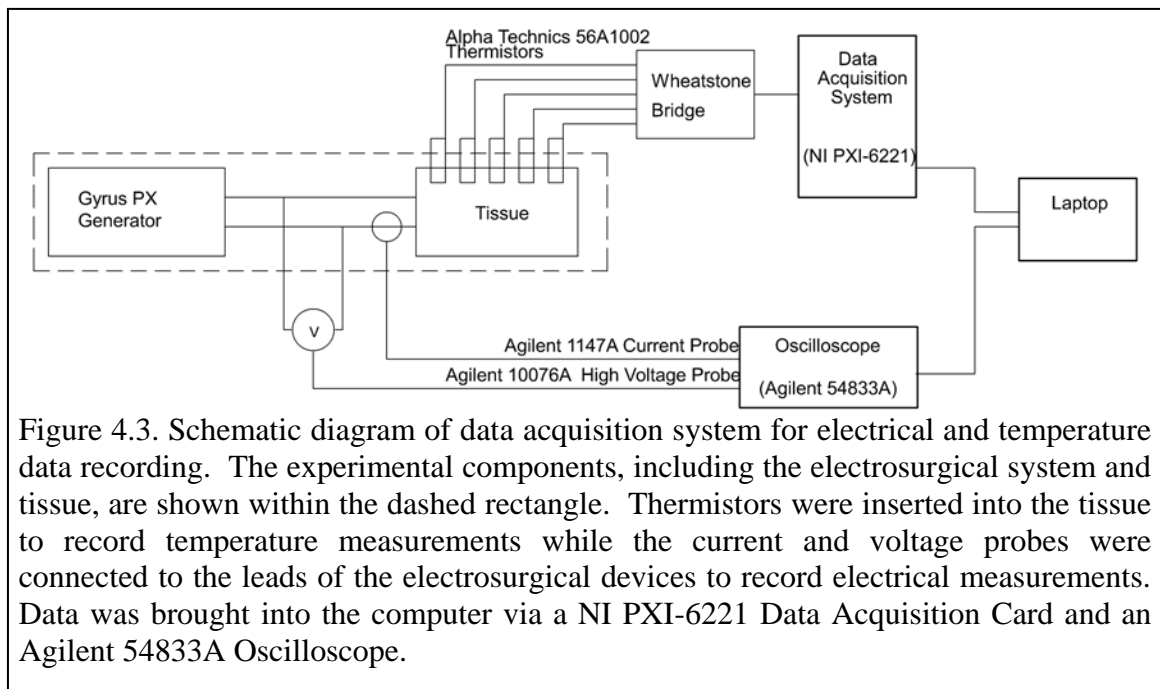 Alpha Technics 56A1002
Thermistors
Wheatstone
Bridge
Data
Acquisition
System
(NI PXI-6221)
Gyrus PX
Generator
Tissue
Laptop
V
Agilent 1147A Current Probe
Agilent 10076A High Voltage Probe
Oscilloscope
(Agilent 54833A)
Figure 4.3. Schematic diagram of data acquisition system for electrical and temperature
data recording. The experimental components, including the electrosurgical system and
tissue, are shown within the dashed rectangle. Thermistors were inserted into the tissue
to record temperature measurements while the current and voltage probes were
connected to the leads of the electrosurgical devices to record electrical measurements.
Data was brought into the computer via a NI PXI-6221 Data Acquisition Card and an
Agilent 54833A Oscilloscope.